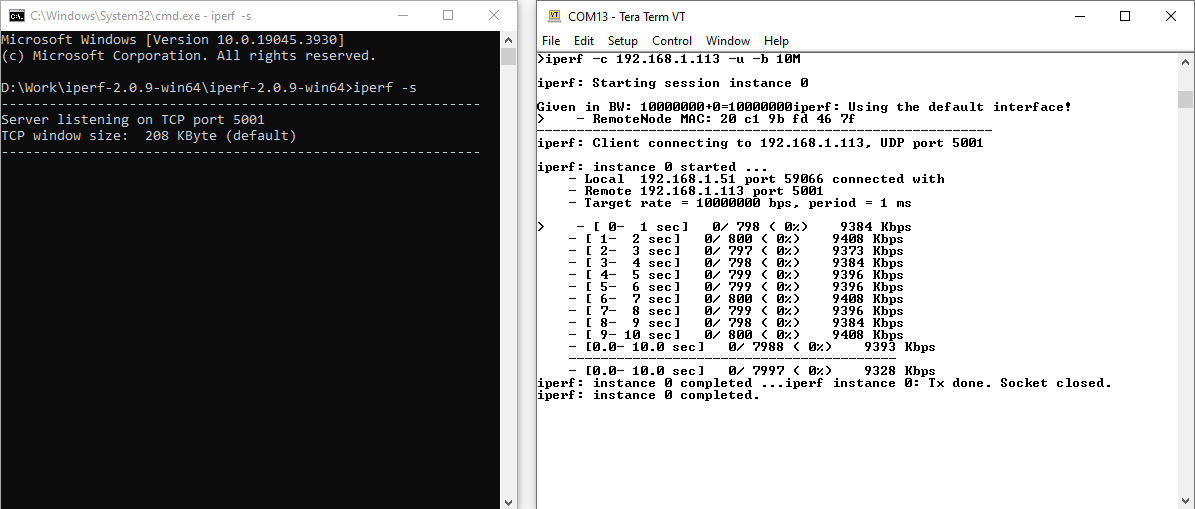 C:\Windows\System32\cmd.exe - iperf -s
Microsoft Windows [Version 10.0.19045.3930]
(c) Microsoft Corporation. All rights reserved.
D:\Work\iperf-2.0.9-win64\iperf-2.0.9-win64>iperf -s
------------------------------------------------------------
Server listening on TCP port 5001
TCP window size:  208 KByte (default)
------------------------------------------------------------
COM13 - Tera Term VT
File Edit Setup Control Window Help
>iperf -c 192.168.1.113 -u -b 10M
iperf: Starting session instance 0
Given in BW: 10000000+0=10000000iperf: Using the default interface!
>    - RemoteNode MAC: 20 c1 9b fd 46 7f
---------------------------------------------------------
iperf: Client connecting to 192.168.1.113, UDP port 5001
iperf: instance 0 started ...
    - Local  192.168.1.51 port 59066 connected with
    - Remote 192.168.1.113 port 5001
    - Target rate = 10000000 bps, period = 1 ms
>    - [ 0-  1 sec]   0/ 798 ( 0%)    9384 Kbps
    - [ 1-  2 sec]   0/ 800 ( 0%)    9408 Kbps
    - [ 2-  3 sec]   0/ 797 ( 0%)    9373 Kbps
    - [ 3-  4 sec]   0/ 798 ( 0%)    9384 Kbps
    - [ 4-  5 sec]   0/ 799 ( 0%)    9396 Kbps
    - [ 5-  6 sec]   0/ 799 ( 0%)    9396 Kbps
    - [ 6-  7 sec]   0/ 800 ( 0%)    9408 Kbps
    - [ 7-  8 sec]   0/ 799 ( 0%)    9396 Kbps
    - [ 8-  9 sec]   0/ 798 ( 0%)    9384 Kbps
    - [ 9- 10 sec]   0/ 800 ( 0%)    9408 Kbps
    - [0.0- 10.0 sec]   0/ 7988 ( 0%)    9393 Kbps
    -----------------------------------------
    - [0.0- 10.0 sec]   0/ 7997 ( 0%)    9328 Kbps
iperf: instance 0 completed ...iperf instance 0: Tx done. Socket closed.
iperf: instance 0 completed.